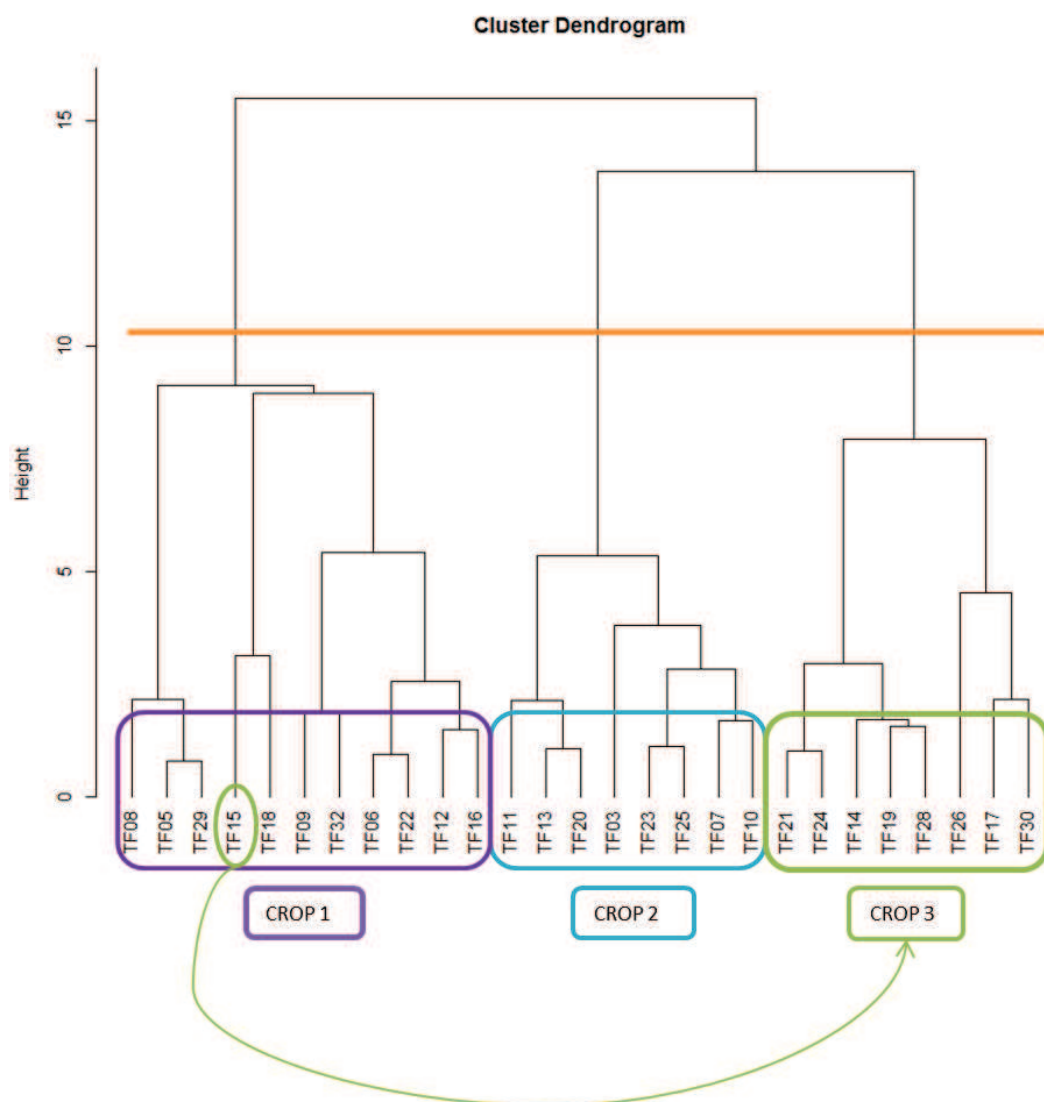 Cluster Dendrogram
15
10
5
0
Height
TF08
TF05
TF29
TF15
TF18
TF09
TF32
TF06
TF22
TF12
TF16
TF11
TF13
TF20
TF03
TF23
TF25
TF07
TF10
TF21
TF24
TF14
TF19
TF28
TF26
TF17
TF30
CROP 1
CROP 2
CROP 3